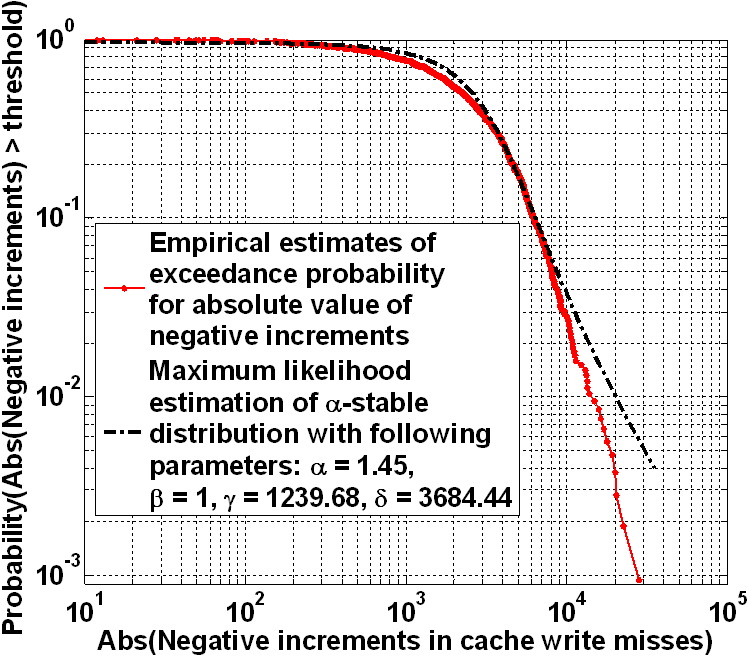 Probability(Abs(Negative increments) > threshold)
10^0
10^-1
10^-2
10^-3
Empirical estimates of
exceedance probability
for absolute value of
negative increments
Maximum likelihood
estimation of α-stable
distribution with following
parameters: α = 1.45,
β = 1, γ = 1239.68, δ = 3684.44
10^1 10^2 10^3 10^4 10^5
Abs(Negative increments in cache write misses)